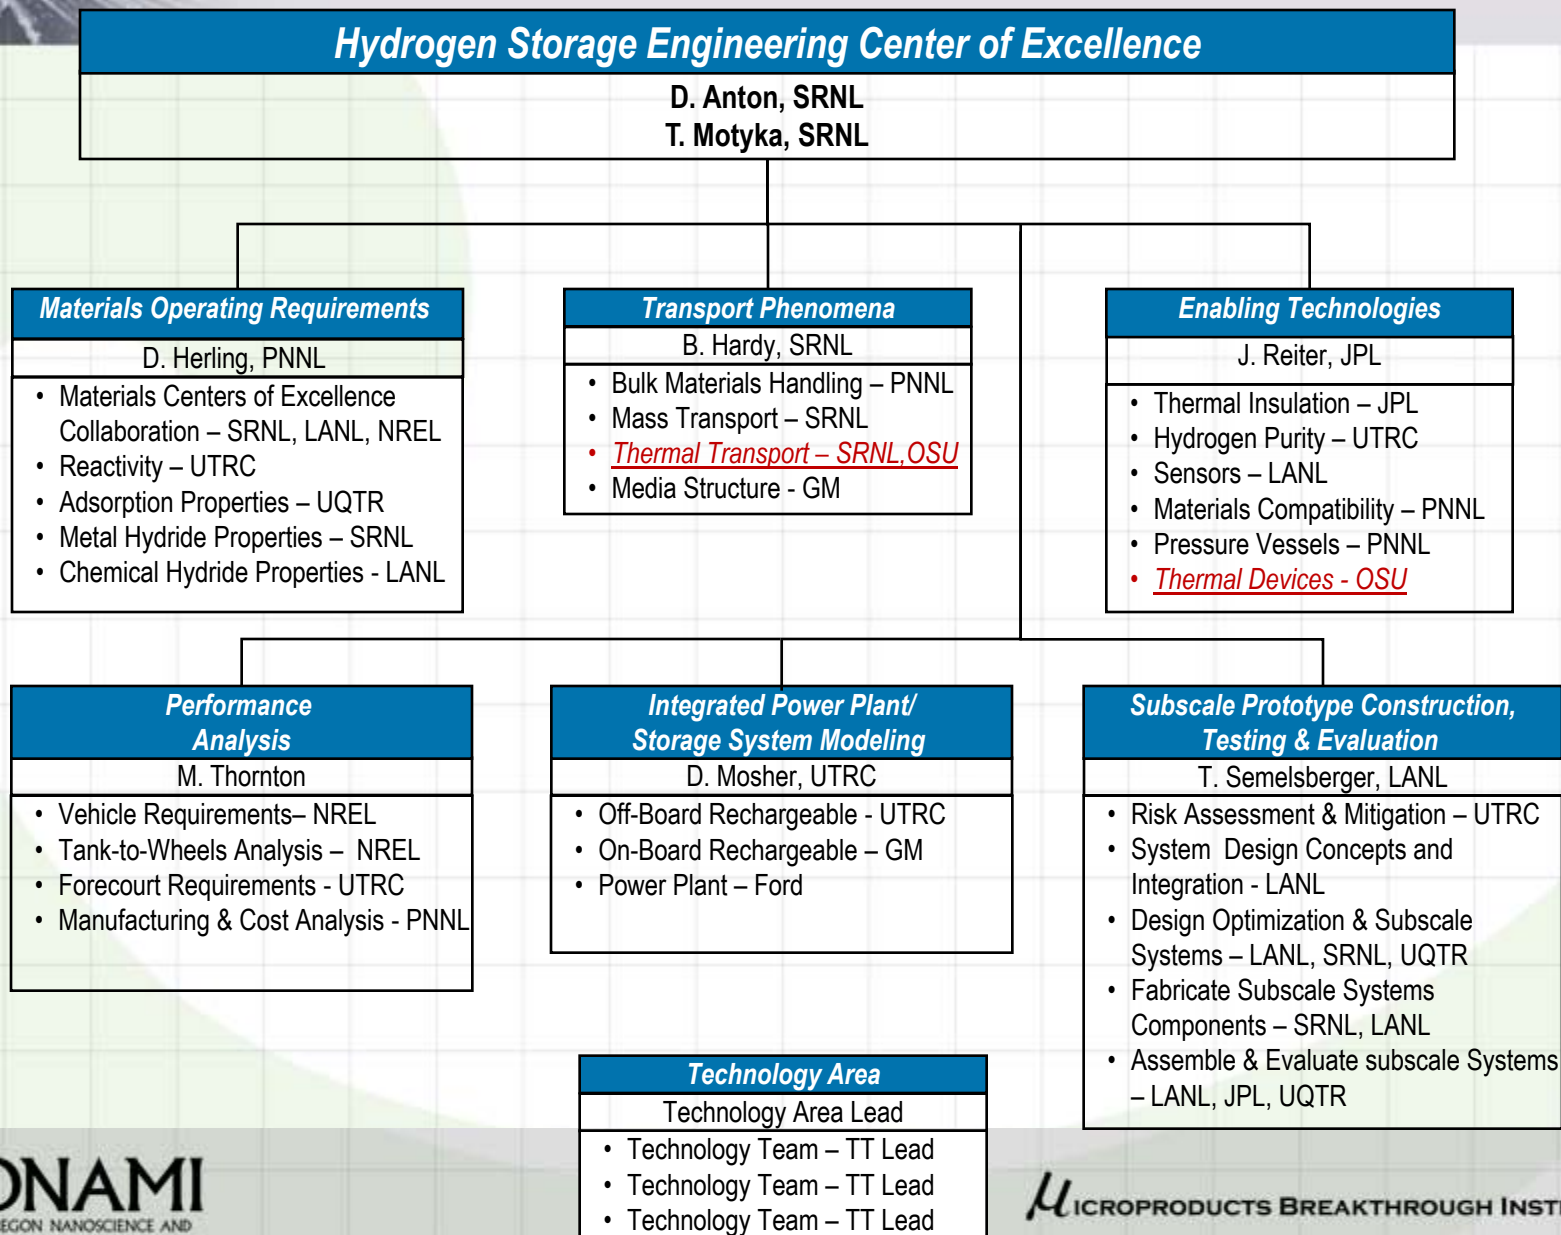 Hydrogen Storage Engineering Center of Excellence
D. Anton, SRNL
T. Motyka, SRNL
Materials Operating Requirements
D. Herling, PNNL
• Materials Centers of Excellence
Collaboration – SRNL, LANL, NREL
• Reactivity – UTRC
• Adsorption Properties – UQTR
• Metal Hydride Properties – SRNL
• Chemical Hydride Properties - LANL
Transport Phenomena
B. Hardy, SRNL
• Bulk Materials Handling – PNNL
• Mass Transport – SRNL
• Thermal Transport – SRNL,OSU
• Media Structure - GM
Enabling Technologies
J. Reiter, JPL
• Thermal Insulation – JPL
• Hydrogen Purity – UTRC
• Sensors – LANL
• Materials Compatibility – PNNL
• Pressure Vessels – PNNL
• Thermal Devices - OSU
Performance
Analysis
M. Thornton
• Vehicle Requirements– NREL
• Tank-to-Wheels Analysis – NREL
• Forecourt Requirements - UTRC
• Manufacturing & Cost Analysis - PNNL
Integrated Power Plant/
Storage System Modeling
D. Mosher, UTRC
• Off-Board Rechargeable - UTRC
• On-Board Rechargeable – GM
• Power Plant – Ford
Subscale Prototype Construction,
Testing & Evaluation
T. Semelsberger, LANL
• Risk Assessment & Mitigation – UTRC
• System Design Concepts and
Integration - LANL
• Design Optimization & Subscale
Systems – LANL, SRNL, UQTR
• Fabricate Subscale Systems
Components – SRNL, LANL
• Assemble & Evaluate subscale Systems
– LANL, JPL, UQTR
Technology Area
Technology Area Lead
• Technology Team – TT Lead
• Technology Team – TT Lead
• Technology Team – TT Lead
ONAMI
REGON NANOSCIENCE AND
μICROPRODUCTS BREAKTHROUGH INSTI